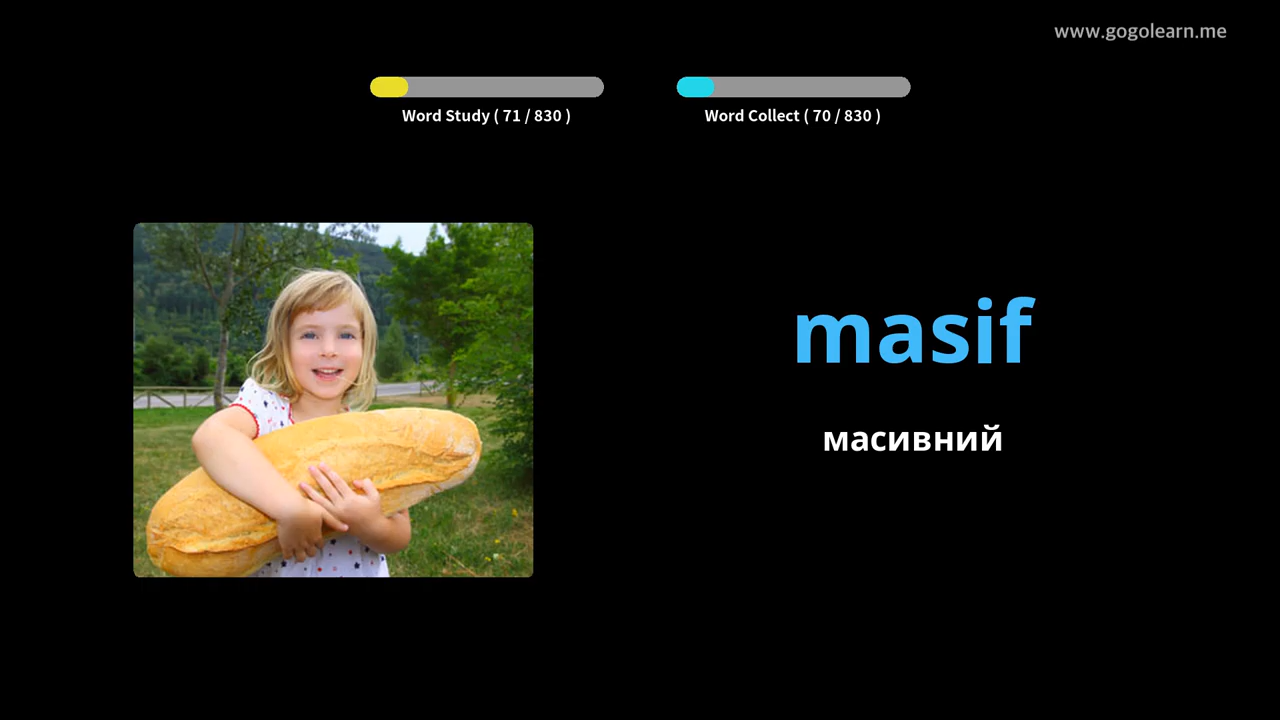 www.gogolearn.me
Word Study ( 71 / 830 )
Word Collect ( 70 / 830 )
masif
масивний